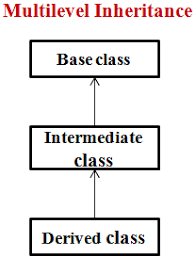 Multilevel Inheritance
Base class
Intermediate
class
Derived class